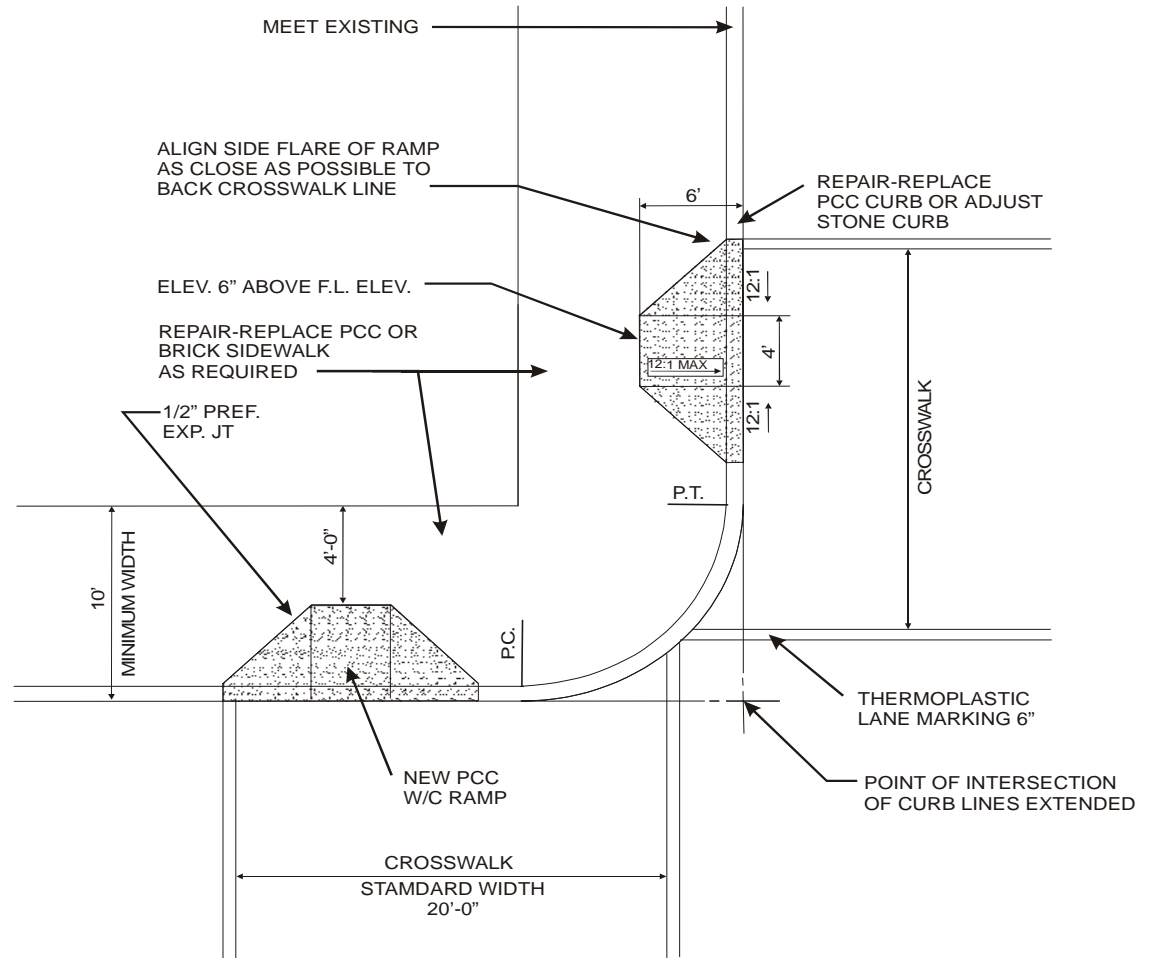 MEET EXISTING
ALIGN SIDE FLARE OF RAMP
AS CLOSE AS POSSIBLE TO
BACK CROSSWALK LINE
6'
REPAIR-REPLACE
PCC CURB OR ADJUST
STONE CURB
ELEV. 6” ABOVE F.L. ELEV.
12:1
REPAIR-REPLACE PCC OR
BRICK SIDEWALK
AS REQUIRED
12:1 MAX
4'
12:1
CROSSWALK
1/2” PREF.
EXP. JT
P.T.
10'
MINIMUM WIDTH
4'-0”
P.C.
THERMOPLASTIC
LANE MARKING 6”
NEW PCC
W/C RAMP
POINT OF INTERSECTION
OF CURB LINES EXTENDED
CROSSWALK
STAMDARD WIDTH
20'-0”